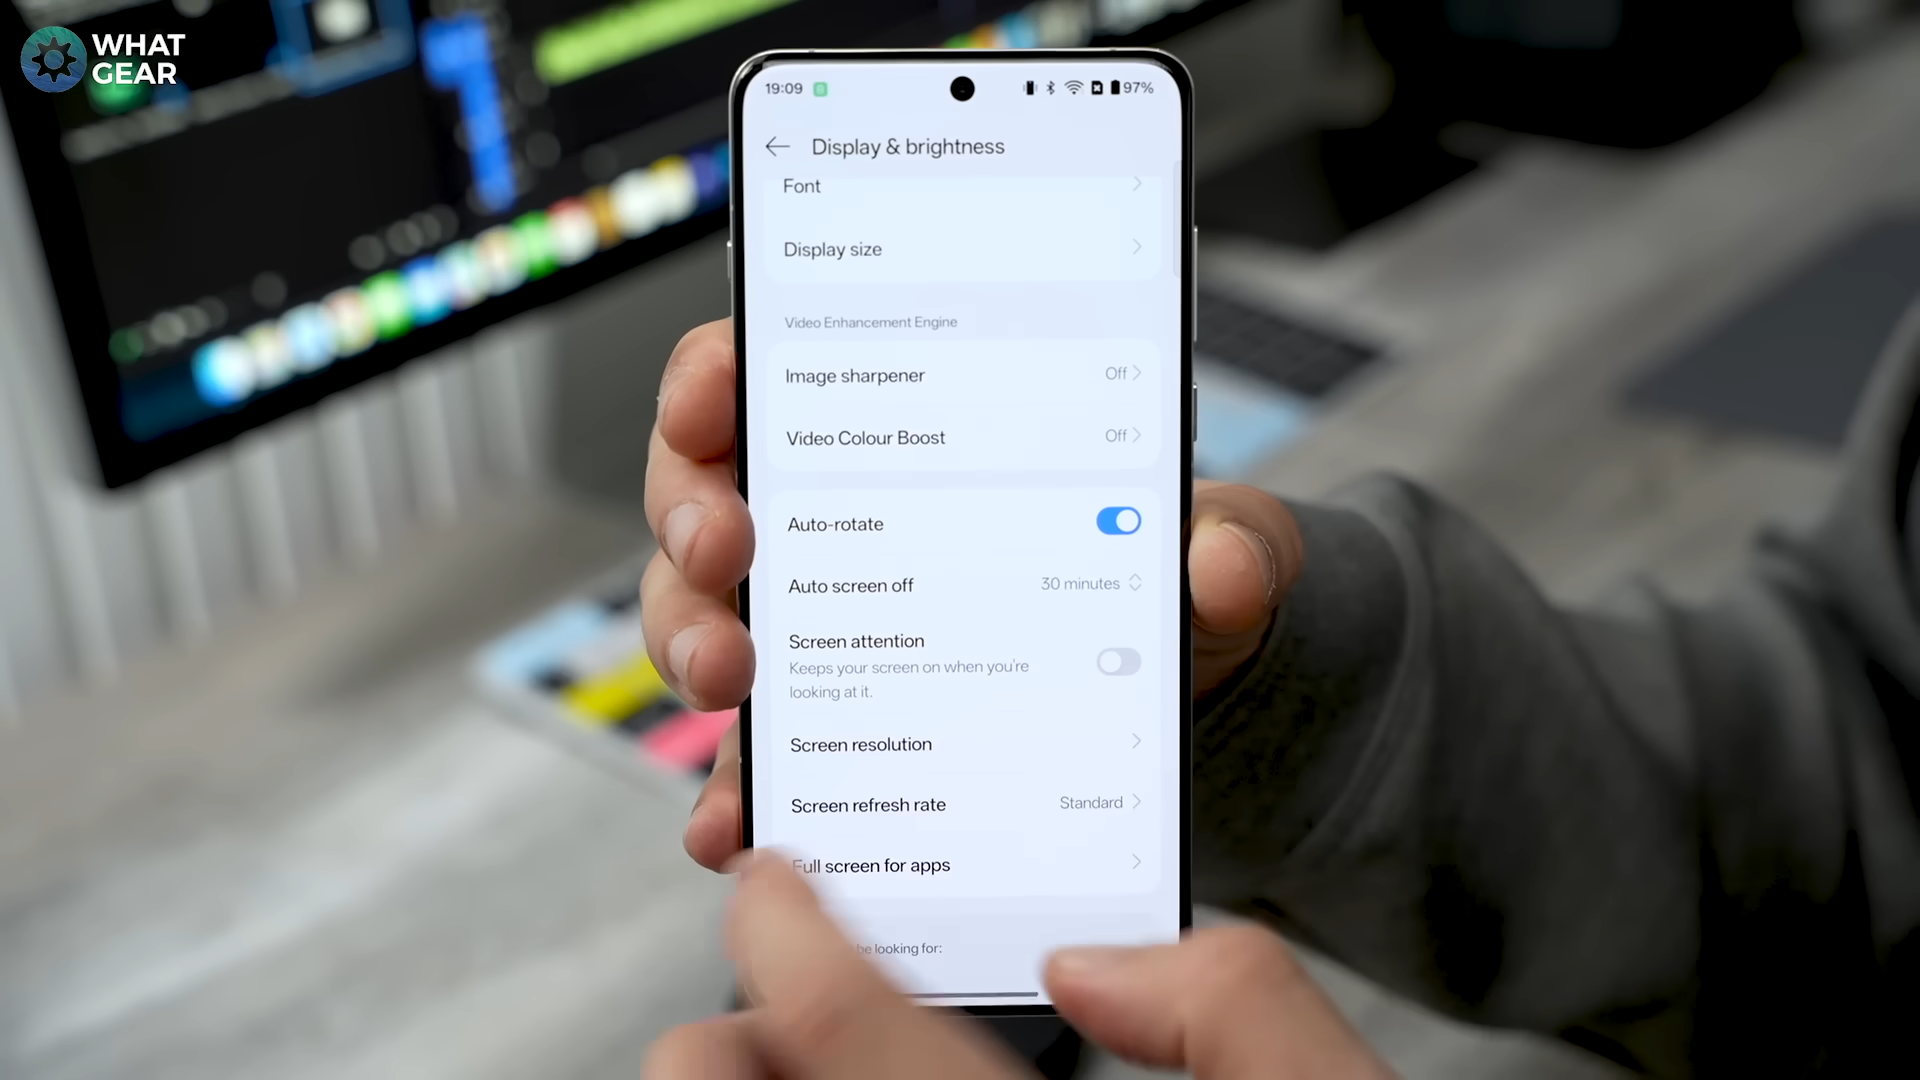 WHAT
GEAR
19:09
97%
Display & brightness
Font
Display size
Video Enhancement Engine
Image sharpener
Off
Video Colour Boost
Off
Auto-rotate
Auto screen off
30 minutes
Screen attention
Keeps your screen on when you're
looking at it.
Screen resolution
Screen refresh rate
Standard
Full screen for apps
be looking for: